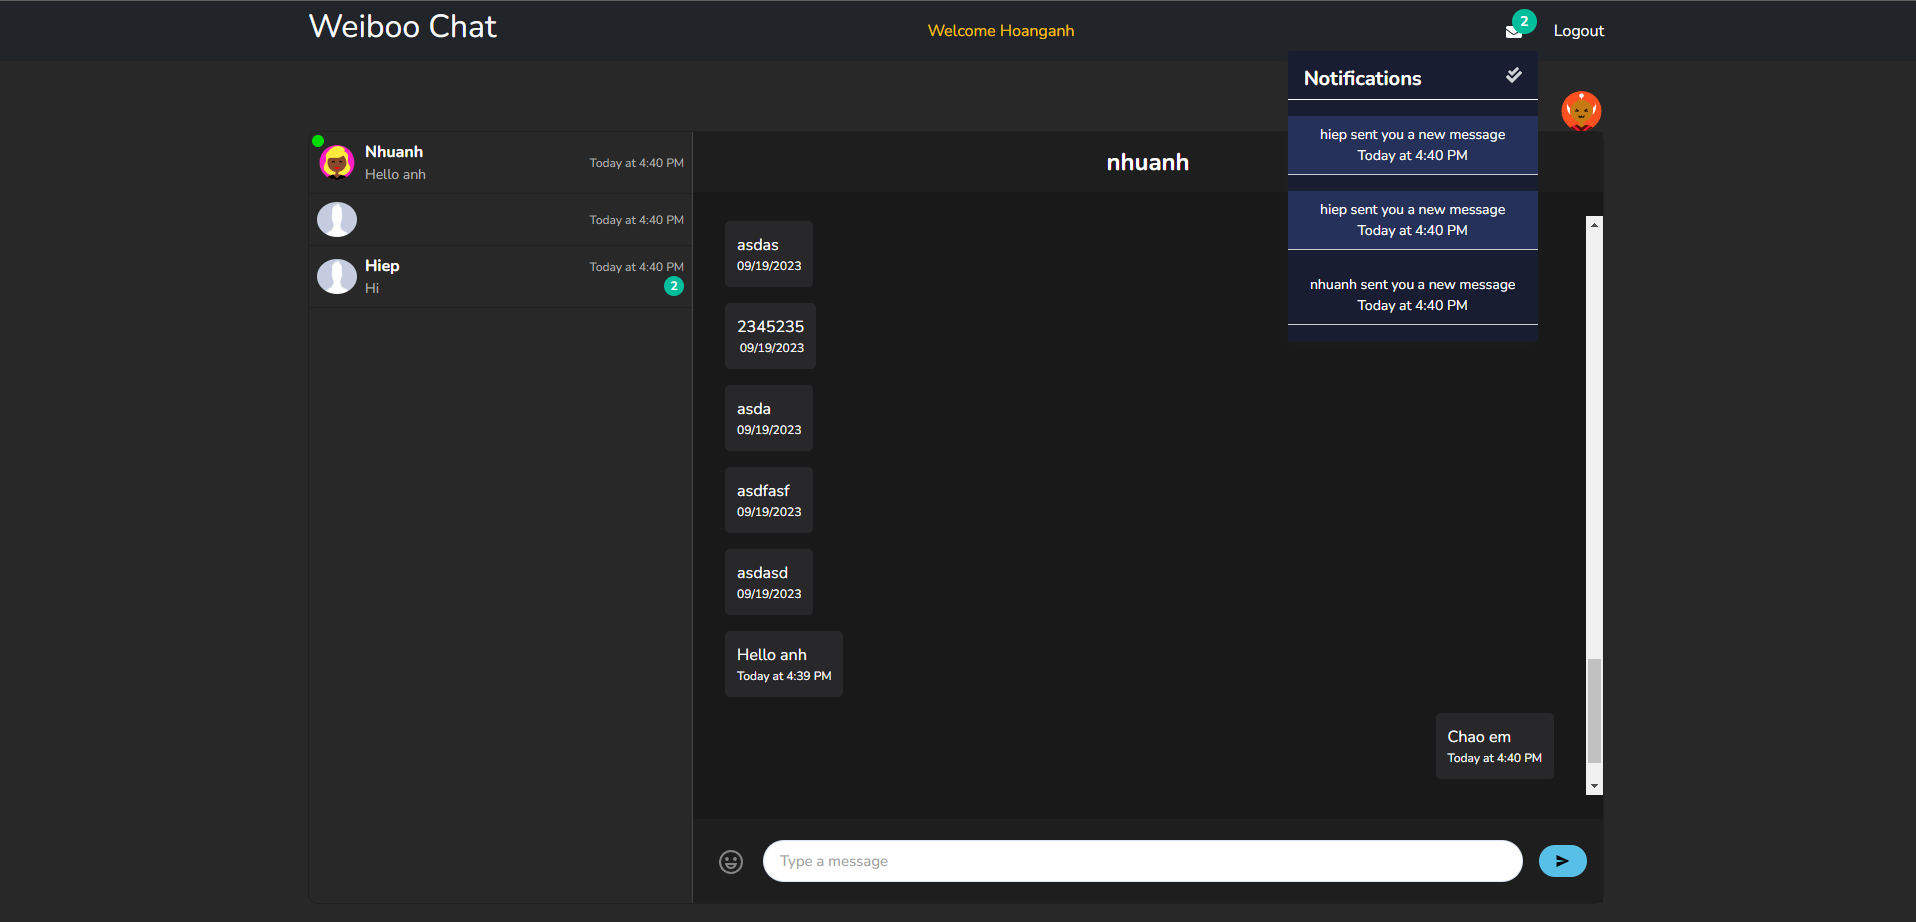 Weiboo Chat
Welcome Hoanganh
2
Logout
Notifications
hiep sent you a new message
Today at 4:40 PM
hiep sent you a new message
Today at 4:40 PM
nhuanh sent you a new message
Today at 4:40 PM
Nhuanh
Today at 4:40 PM
Hello anh
Today at 4:40 PM
Hiep
Today at 4:40 PM
Hi
2
nhuanh
asdas
09/19/2023
2345235
09/19/2023
asda
09/19/2023
asdfasf
09/19/2023
asdasd
09/19/2023
Hello anh
Today at 4:39 PM
Chao em
Today at 4:40 PM
Type a message